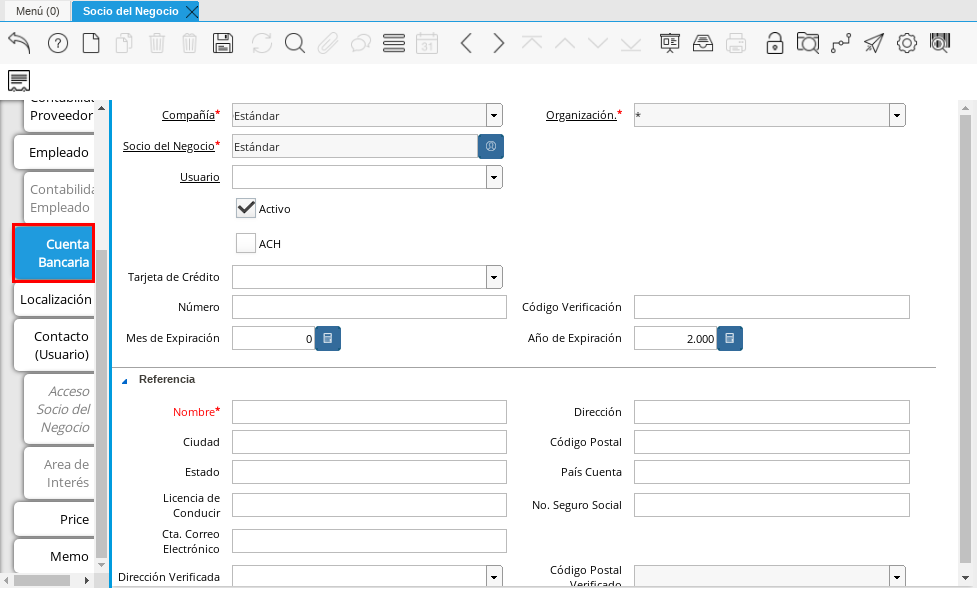 Menú (0)
Socio del Negocio
31
Contabilida
Proveedor
Empleado
Contabilida
Empleado
Cuenta
Bancaria
Localización
Contacto
(Usuario)
Acceso
Socio del
Negocio
Area de
Interés
Price
Memo
Compañía* Estándar
Organización.* *
Socio del Negocio* Estándar
Usuario
Activo
ACH
Tarjeta de Crédito
Número
Código Verificación
Mes de Expiración 0
Año de Expiración 2.000
Referencia
Nombre*
Dirección
Ciudad
Código Postal
Estado
País Cuenta
Licencia de
Conducir
No. Seguro Social
Cta. Correo
Electrónico
Dirección Verificada
Código Postal
Verificado